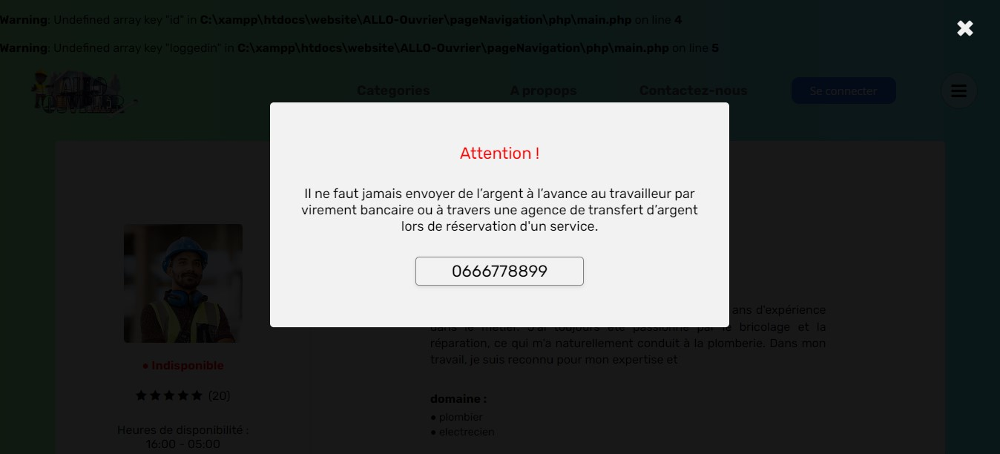 Warning: Undefined array key "id" in C:\xampp\htdocs\website\ALLO-Ouvrier\pageNavigation\php\main.php on line 4
Warning: Undefined array key "loggedin" in C:\xampp\htdocs\website\ALLO-Ouvrier\pageNavigation\php\main.php on line 5
ALLO
OUVRIER
Categories
A propops
Contactez-nous
Se connecter
Attention !
Il ne faut jamais envoyer de l’argent à l’avance au travailleur par
virement bancaire ou à travers une agence de transfert d’argent
lors de réservation d'un service.
0666778899
● Indisponible
(20)
Heures de disponibilité :
16:00 - 05:00
ans d'expérience
dans le métier. J'ai toujours été passionné par le bricolage et la
réparation, ce qui m'a naturellement conduit à la plomberie. Dans mon
travail, je suis reconnu pour mon expertise et
domaine :
● plombier
● electrecien